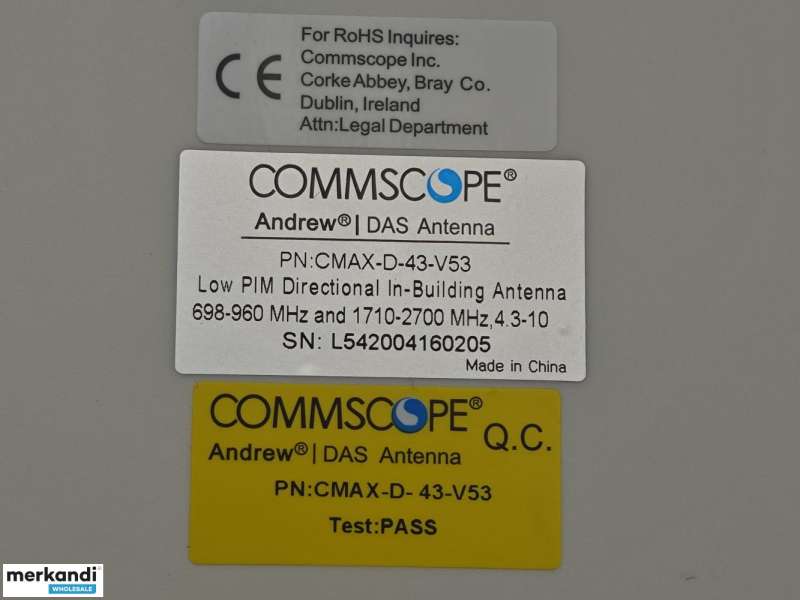 CE
For RoHS Inquires:
Commscope Inc.
Corke Abbey, Bray Co.
Dublin, Ireland
Attn:Legal Department
COMMSCOPE®
Andrew®| DAS Antenna
PN:CMAX-D-43-V53
Low PIM Directional In-Building Antenna
698-960 MHz and 1710-2700 MHz,4.3-10
SN: L542004160205
Made in China
COMMSCOPE®
Q.C.
Andrew®| DAS Antenna
PN:CMAX-D- 43-V53
Test:PASS
merkandi
WHOLESALE